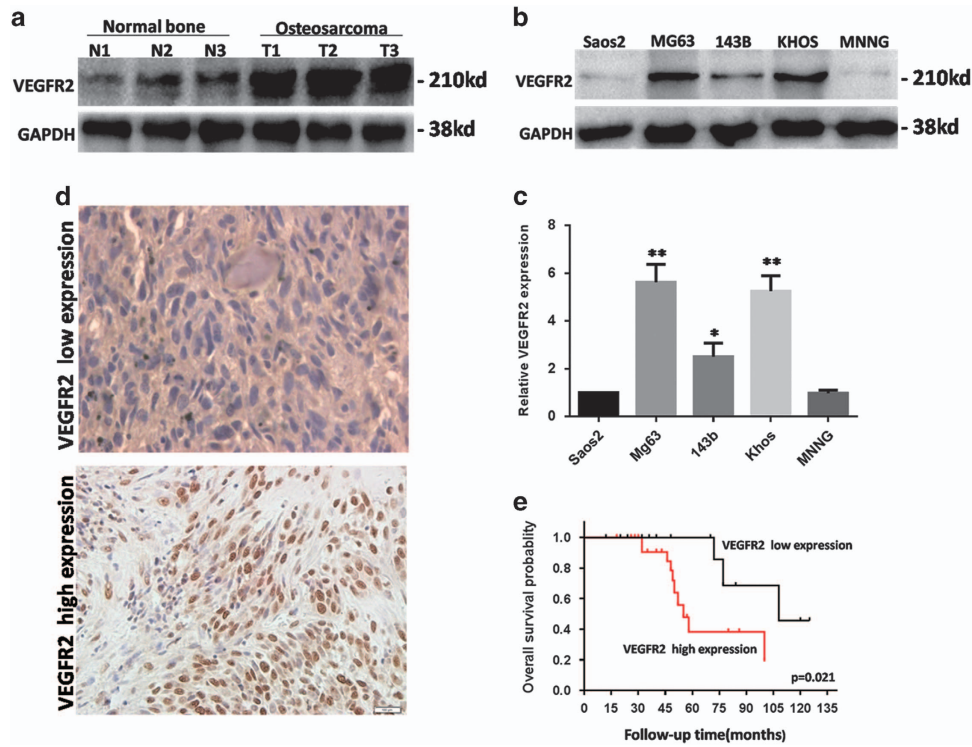 a
Normal bone Osteosarcoma
N1 N2 N3 T1 T2 T3
VEGFR2 - 210kd
GAPDH - 38kd
b
Saos2 MG63 143B KHOS MNNG
VEGFR2 - 210kd
GAPDH - 38kd
d
VEGFR2 low expression
VEGFR2 high expression
c
Relative VEGFR2 expression
8
6
4
2
0
** * **
Saos2 Mg63 143b Khos MNNG
e
Overall survival probablity
1.0
0.8
0.6
0.4
0.2
0.0
VEGFR2 low expression
VEGFR2 high expression
p=0.021
0 15 30 45 60 75 90 105 120 135
Follow-up time(months)